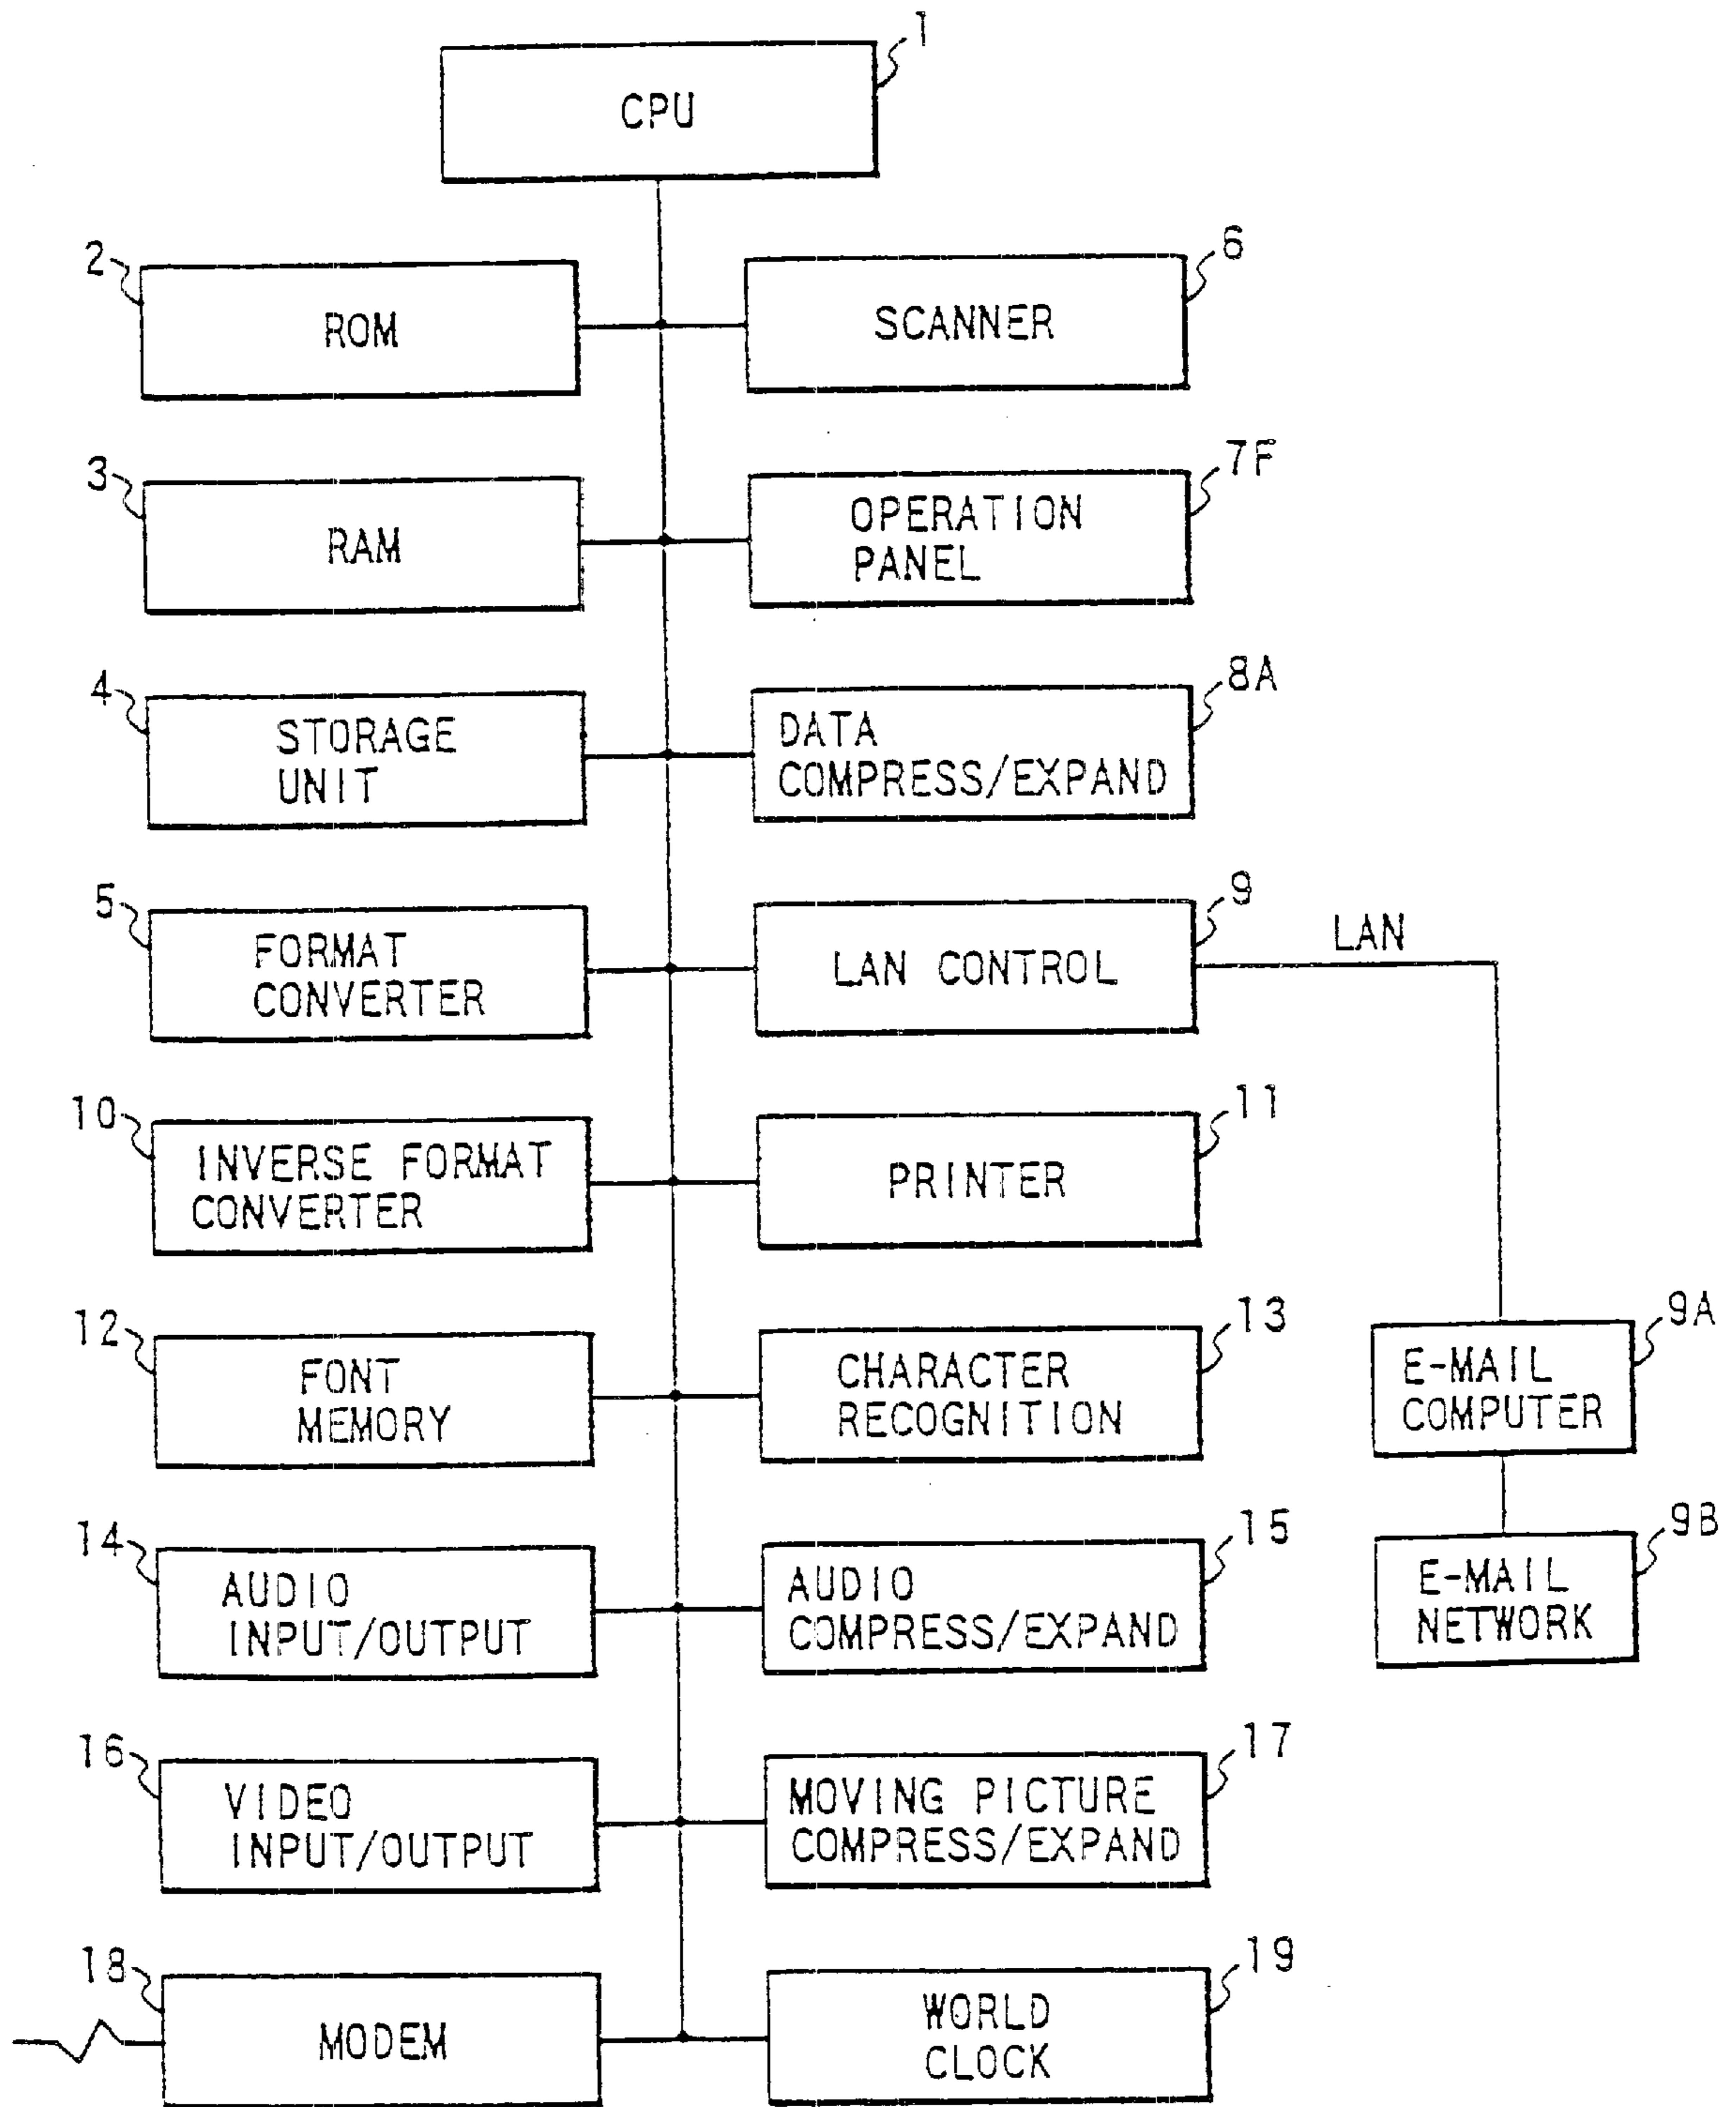 1
CPU
2
ROM
6
SCANNER
3
RAM
7F
OPERATION
PANEL
4
STORAGE
UNIT
8A
DATA
COMPRESS/EXPAND
5
FORMAT
CONVERTER
9
LAN CONTROL
LAN
10
INVERSE FORMAT
CONVERTER
11
PRINTER
12
FONT
MEMORY
13
CHARACTER
RECOGNITION
9A
E-MAIL
COMPUTER
14
AUDIO
INPUT/OUTPUT
15
AUDIO
COMPRESS/EXPAND
9B
E-MAIL
NETWORK
16
VIDEO
INPUT/OUTPUT
17
MOVING PICTURE
COMPRESS/EXPAND
18
MODEM
19
WORLD
CLOCK